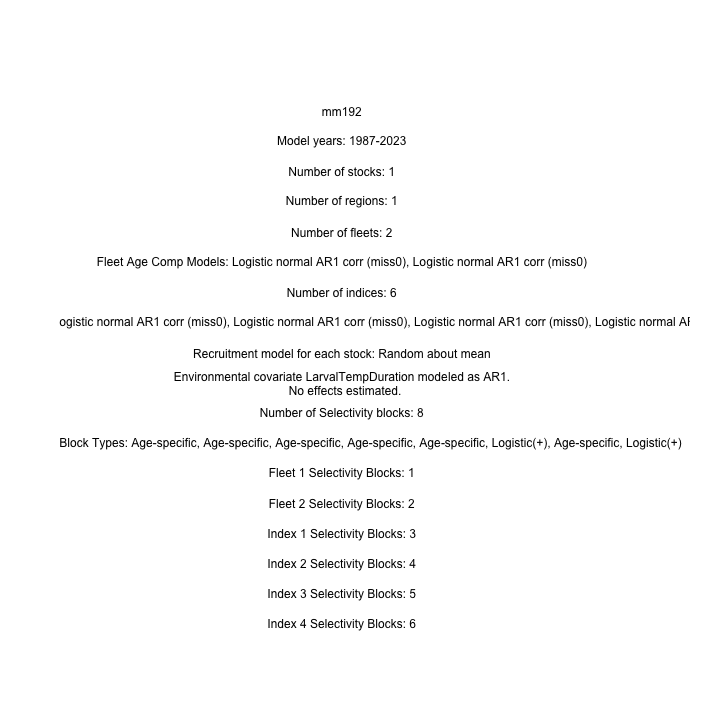 mm192
Model years: 1987-2023
Number of stocks: 1
Number of regions: 1
Number of fleets: 2
Fleet Age Comp Models: Logistic normal AR1 corr (miss0), Logistic normal AR1 corr (miss0)
Number of indices: 6
ogistic normal AR1 corr (miss0), Logistic normal AR1 corr (miss0), Logistic normal AR1 corr (miss0), Logistic normal
Recruitment model for each stock: Random about mean
Environmental covariate LarvalTempDuration modeled as AR1.
No effects estimated.
Number of Selectivity blocks: 8
Block Types: Age-specific, Age-specific, Age-specific, Age-specific, Age-specific, Logistic(+), Age-specific, Logistic(+)
Fleet 1 Selectivity Blocks: 1
Fleet 2 Selectivity Blocks: 2
Index 1 Selectivity Blocks: 3
Index 2 Selectivity Blocks: 4
Index 3 Selectivity Blocks: 5
Index 4 Selectivity Blocks: 6